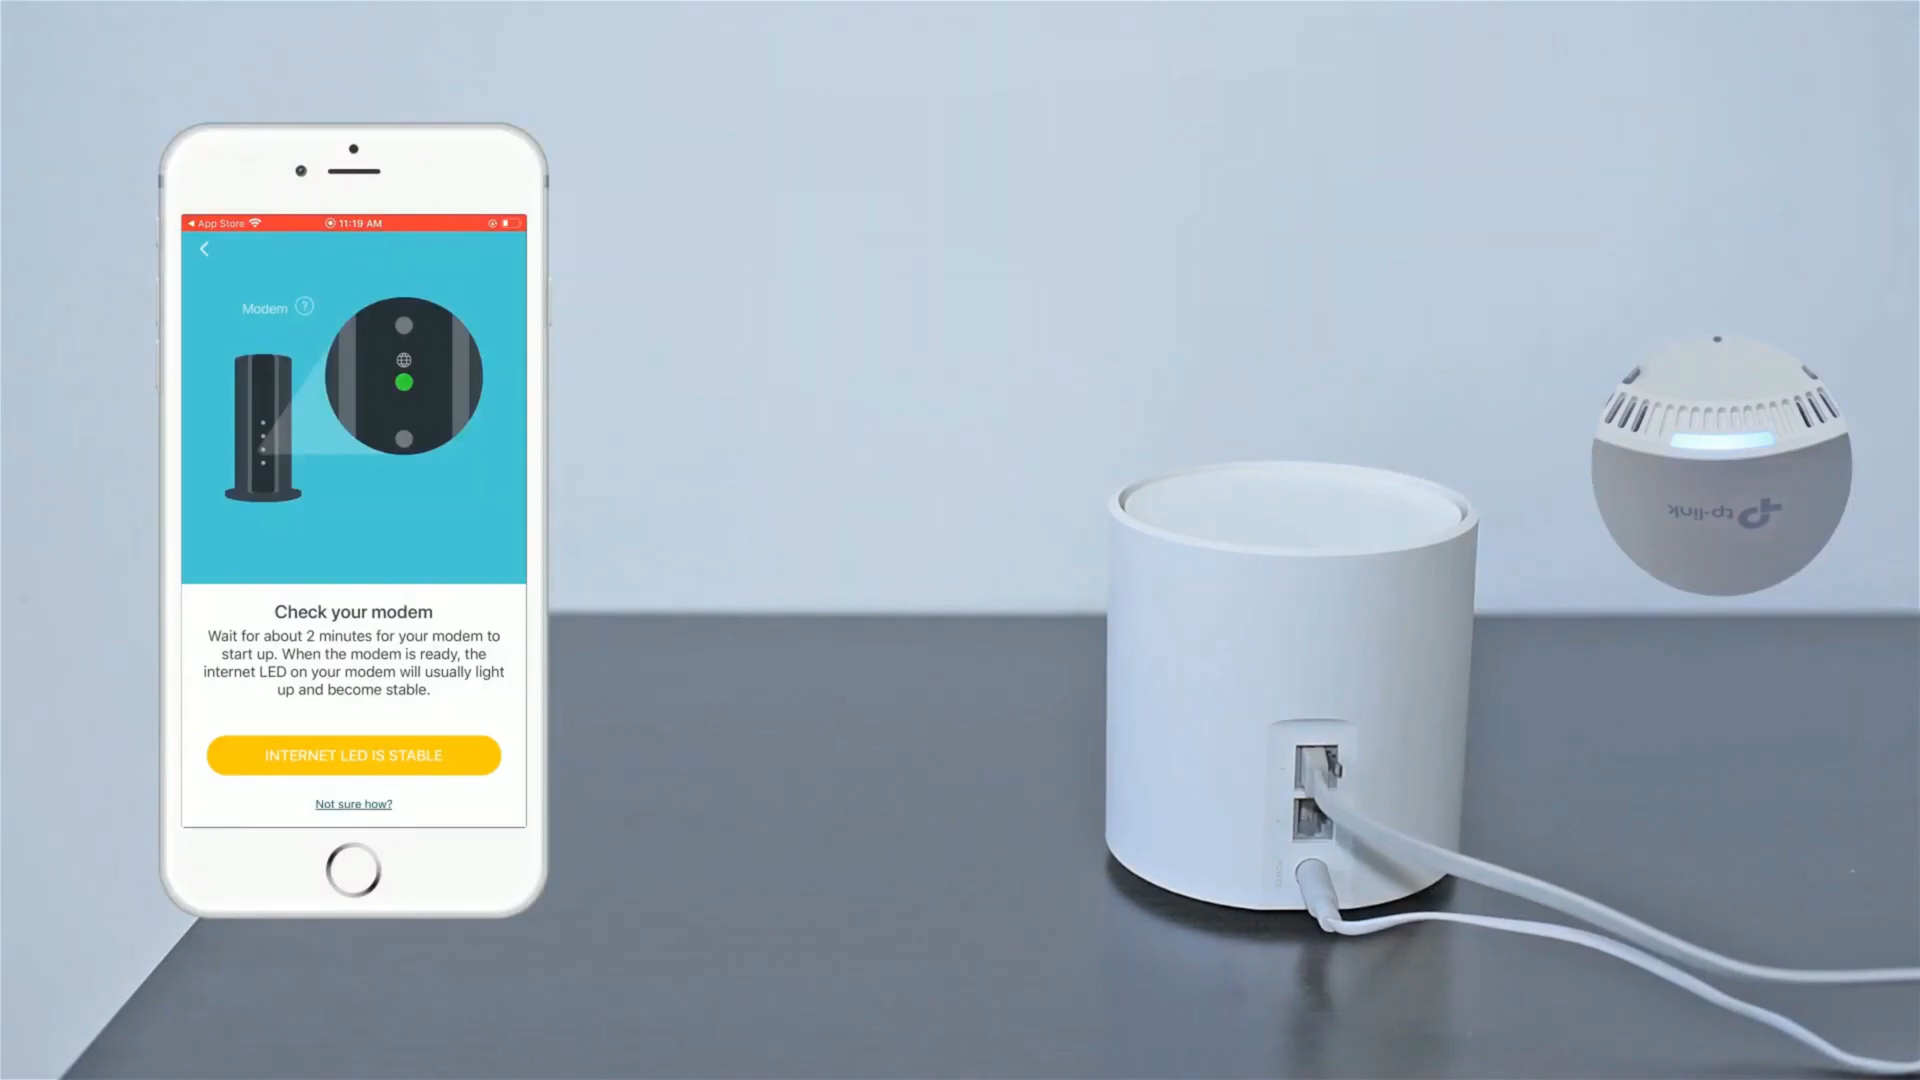 App Store
11:19 AM
Modem ?
Check your modem
Wait for about 2 minutes for your modem to
start up. When the modem is ready, the
internet LED on your modem will usually light
up and become stable.
INTERNET LED IS STABLE
Not sure how?
tp-link
POWER